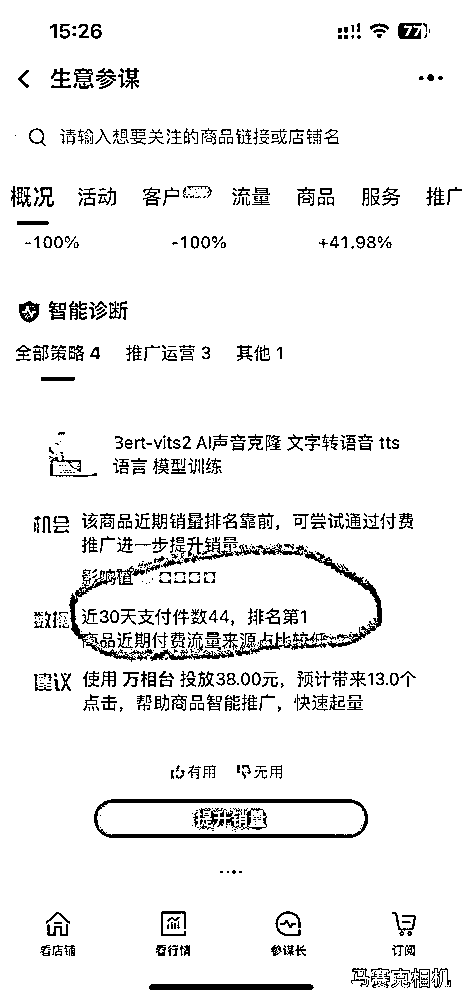 15:26
77
生意参谋
请输入想要关注的商品链接或店铺名
概况 活动 客户 流量 商品 服务 推广
-100% -100% +41.98%
智能诊断
全部策略 4 推广运营 3 其他 1
Bert-vits2 AI声音克隆 文字转语音 tts
语言 模型训练
机会 该商品近期销量排名靠前，可尝试通过付费
推广进一步提升销量
影响值
数据 近30天支付件数44，排名第1
商品近期付费流量来源占比较低
建议 使用 万相台 投放38.00元，预计带来13.0个
点击，帮助商品智能推广，快速起量
有用 无用
提升销量
看店铺 看行情 参谋长 订阅
马赛克相机